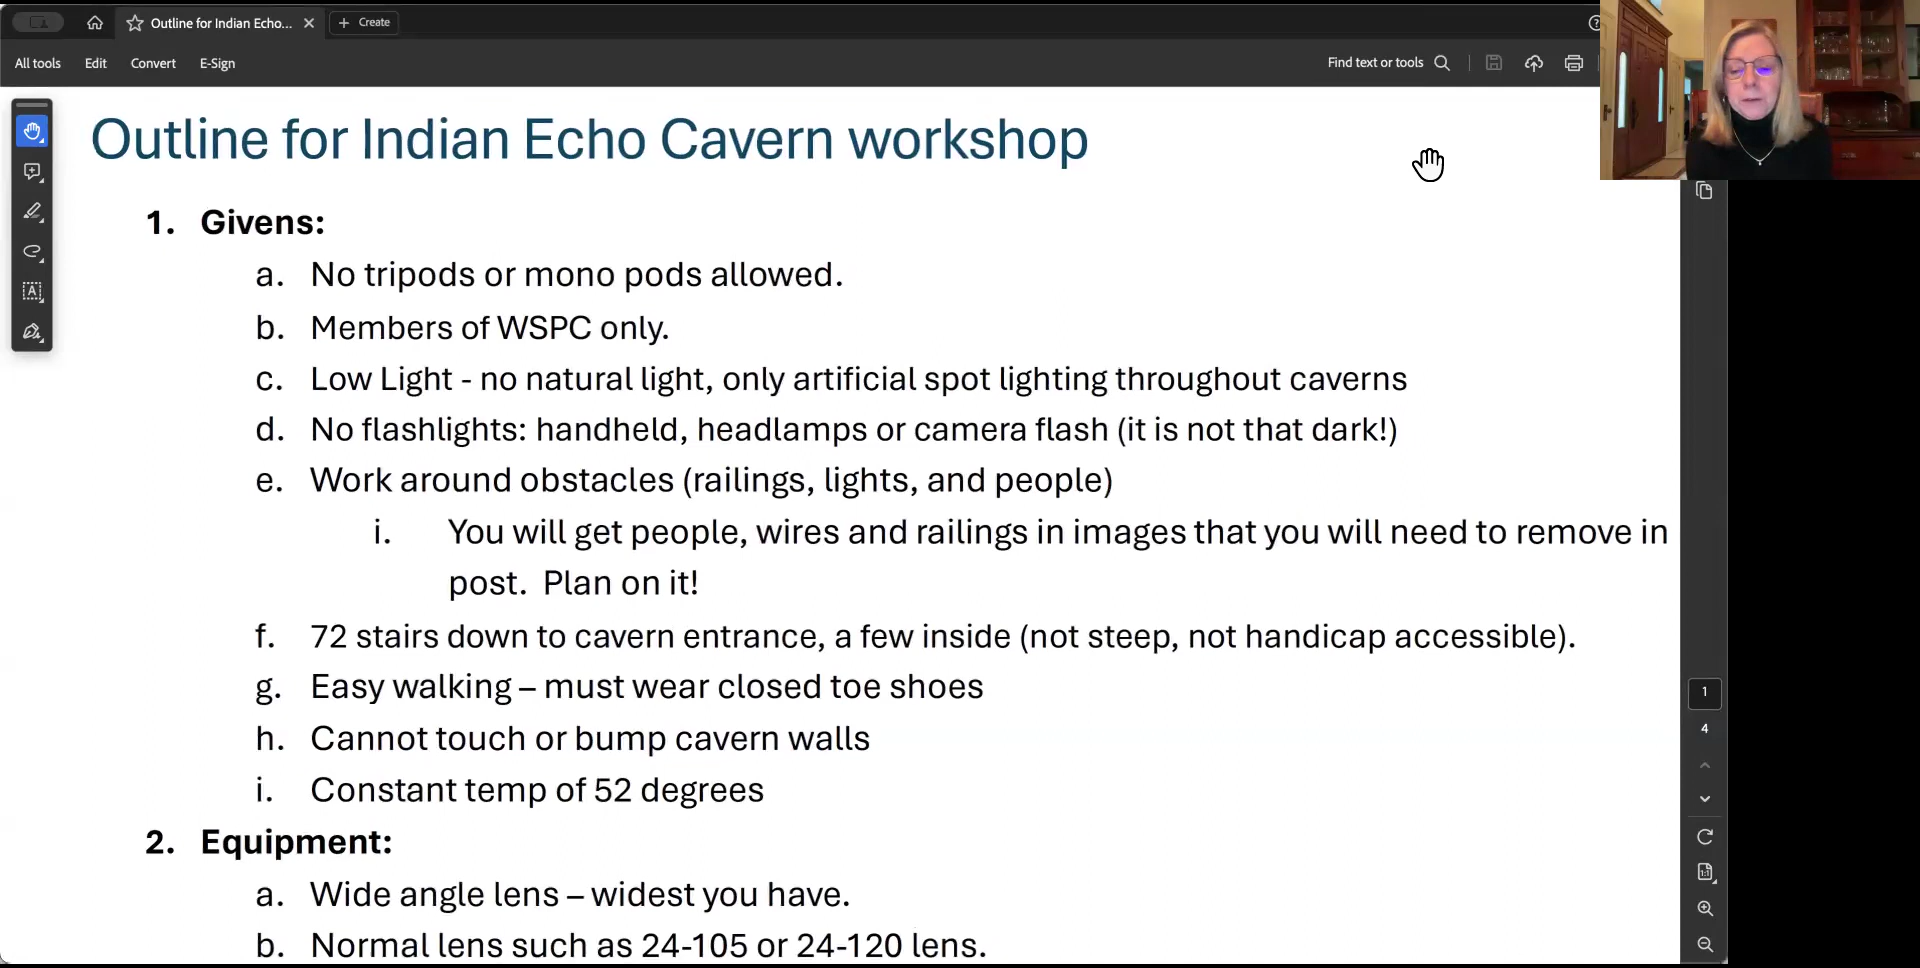 Outline for Indian Echo... × + Create
All tools Edit Convert E-Sign Find text or tools
Outline for Indian Echo Cavern workshop
1. Givens:
a. No tripods or mono pods allowed.
b. Members of WSPC only.
c. Low Light - no natural light, only artificial spot lighting throughout caverns
d. No flashlights: handheld, headlamps or camera flash (it is not that dark!)
e. Work around obstacles (railings, lights, and people)
i. You will get people, wires and railings in images that you will need to remove in
post. Plan on it!
f. 72 stairs down to cavern entrance, a few inside (not steep, not handicap accessible).
g. Easy walking – must wear closed toe shoes
h. Cannot touch or bump cavern walls
i. Constant temp of 52 degrees
2. Equipment:
a. Wide angle lens – widest you have.
b. Normal lens such as 24-105 or 24-120 lens.
1
4